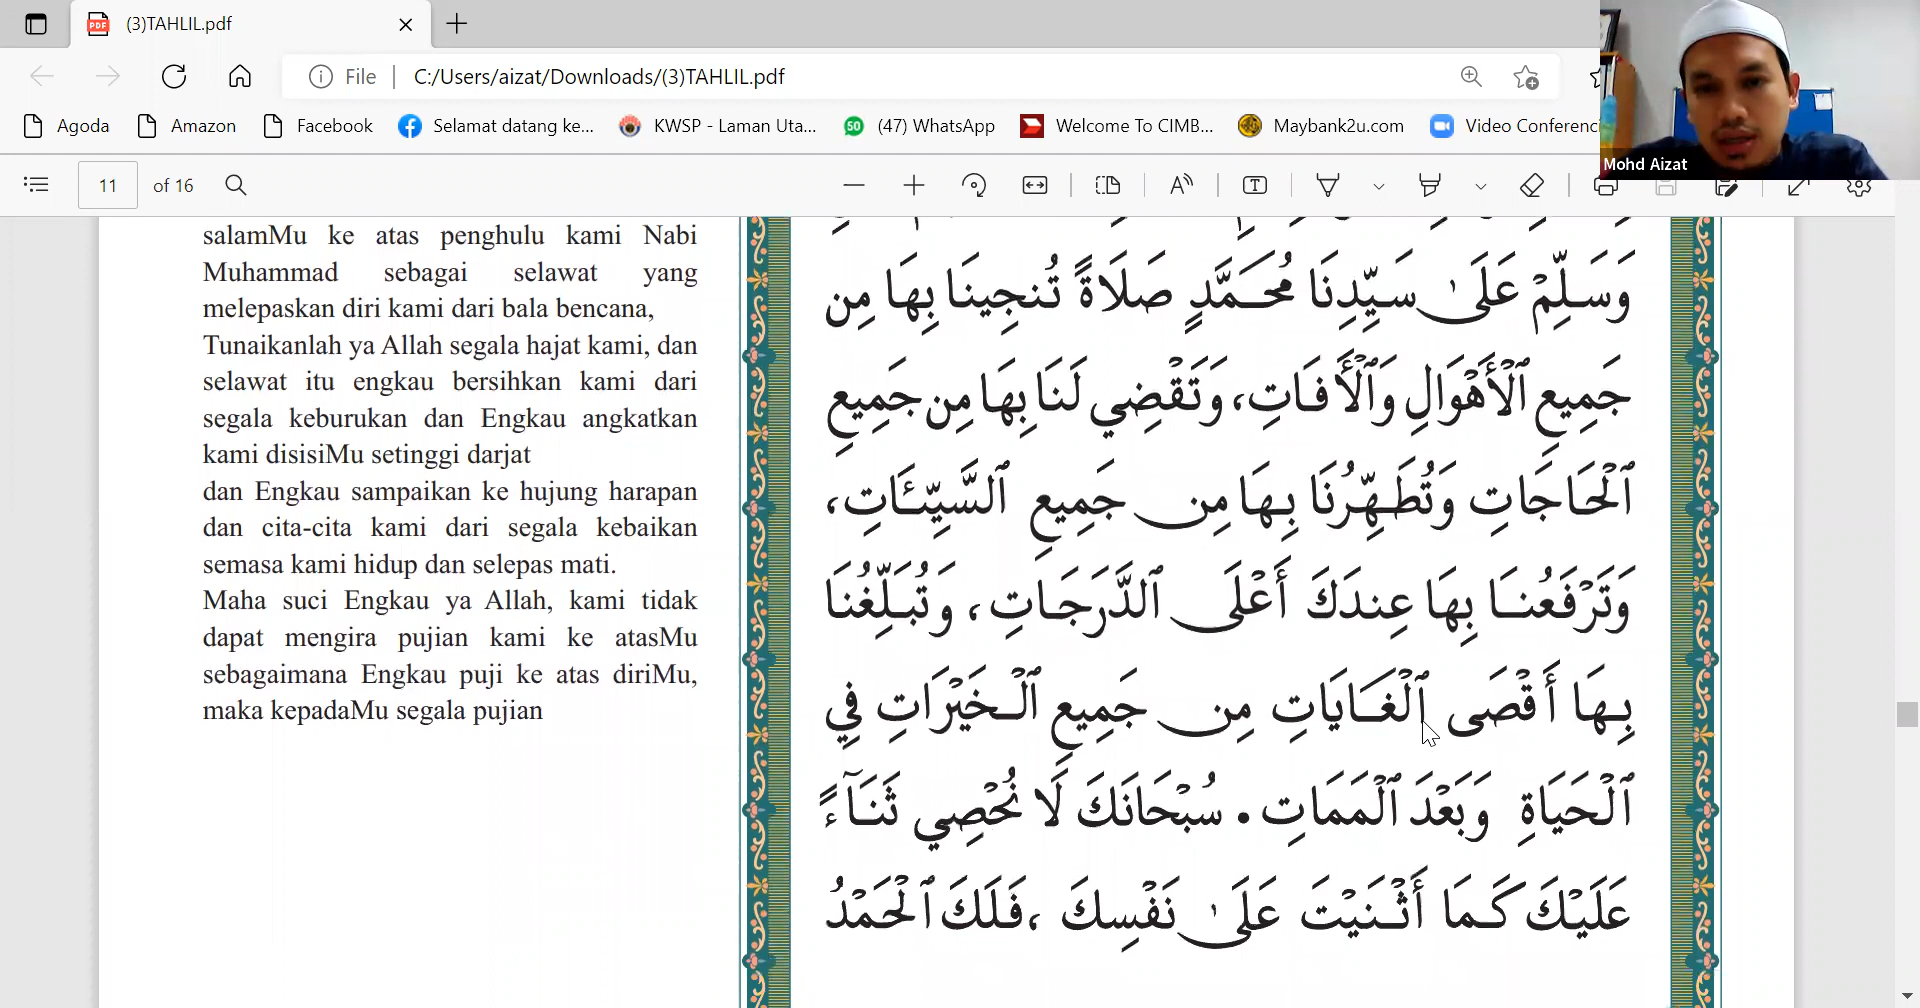 (3)TAHLIL.pdf
File C:/Users/aizat/Downloads/(3)TAHLIL.pdf
Agoda Amazon Facebook Selamat datang ke... KWSP - Laman Uta... (47) WhatsApp Welcome To CIMB... Maybank2u.com Video Conferenci
Mohd Aizat
11 of 16
salamMu ke atas penghulu kami Nabi
Muhammad sebagai selawat yang
melepaskan diri kami dari bala bencana,
Tunaikanlah ya Allah segala hajat kami, dan
selawat itu engkau bersihkan kami dari
segala keburukan dan Engkau angkatkan
kami disisiMu setinggi darjat
dan Engkau sampaikan ke hujung harapan
dan cita-cita kami dari segala kebaikan
semasa kami hidup dan selepas mati.
Maha suci Engkau ya Allah, kami tidak
dapat mengira pujian kami ke atasMu
sebagaimana Engkau puji ke atas diriMu,
maka kepadaMu segala pujian
وَسَلِّمْ عَلَىٰ سَيِّدِنَا مُحَمَّدٍ صَلَاةً تُنجِينَا بِهَا مِن
جَمِيعِ ٱلْأَهْوَالِ وَٱلْأَفَاتِ، وَتَقْضِي لَنَا بِهَا مِن جَمِيعِ
ٱلْحَاجَاتِ وَتُطَهِّرُنَا بِهَا مِن جَمِيعِ ٱلسَّيِّئَاتِ،
وَتَرْفَعُنَا بِهَا عِندَكَ أَعْلَى ٱلدَّرَجَاتِ، وَتُبَلِّغُنَا
بِهَا أَقْصَى ٱلْغَايَاتِ مِن جَمِيعِ ٱلْخَيْرَاتِ فِي
ٱلْحَيَاةِ وَبَعْدَ ٱلْمَمَاتِ • سُبْحَانَكَ لَا نُحْصِي ثَنَآءً
عَلَيْكَ كَمَا أَثْنَيْتَ عَلَىٰ نَفْسِكَ ، فَلَكَ ٱلْحَمْدُ